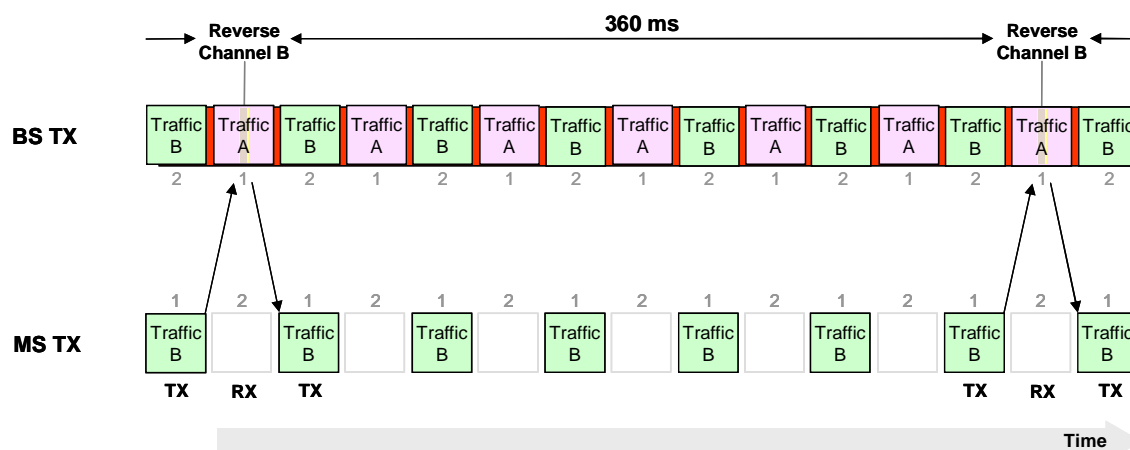 360 ms
Reverse
Channel B
Reverse
Channel B
BS TX
Traffic B
Traffic A
Traffic B
Traffic A
Traffic B
Traffic A
Traffic B
Traffic A
Traffic B
Traffic A
Traffic B
Traffic A
Traffic B
Traffic A
Traffic B
2 1 2 1 2 1 2 1 2 1 2 1 2 1 2
1 2 1 2 1 2 1 2 1 2 1 2 1 2 1
MS TX
Traffic B
Traffic B
Traffic B
Traffic B
Traffic B
Traffic B
Traffic B
Traffic B
TX RX TX TX RX TX
Time